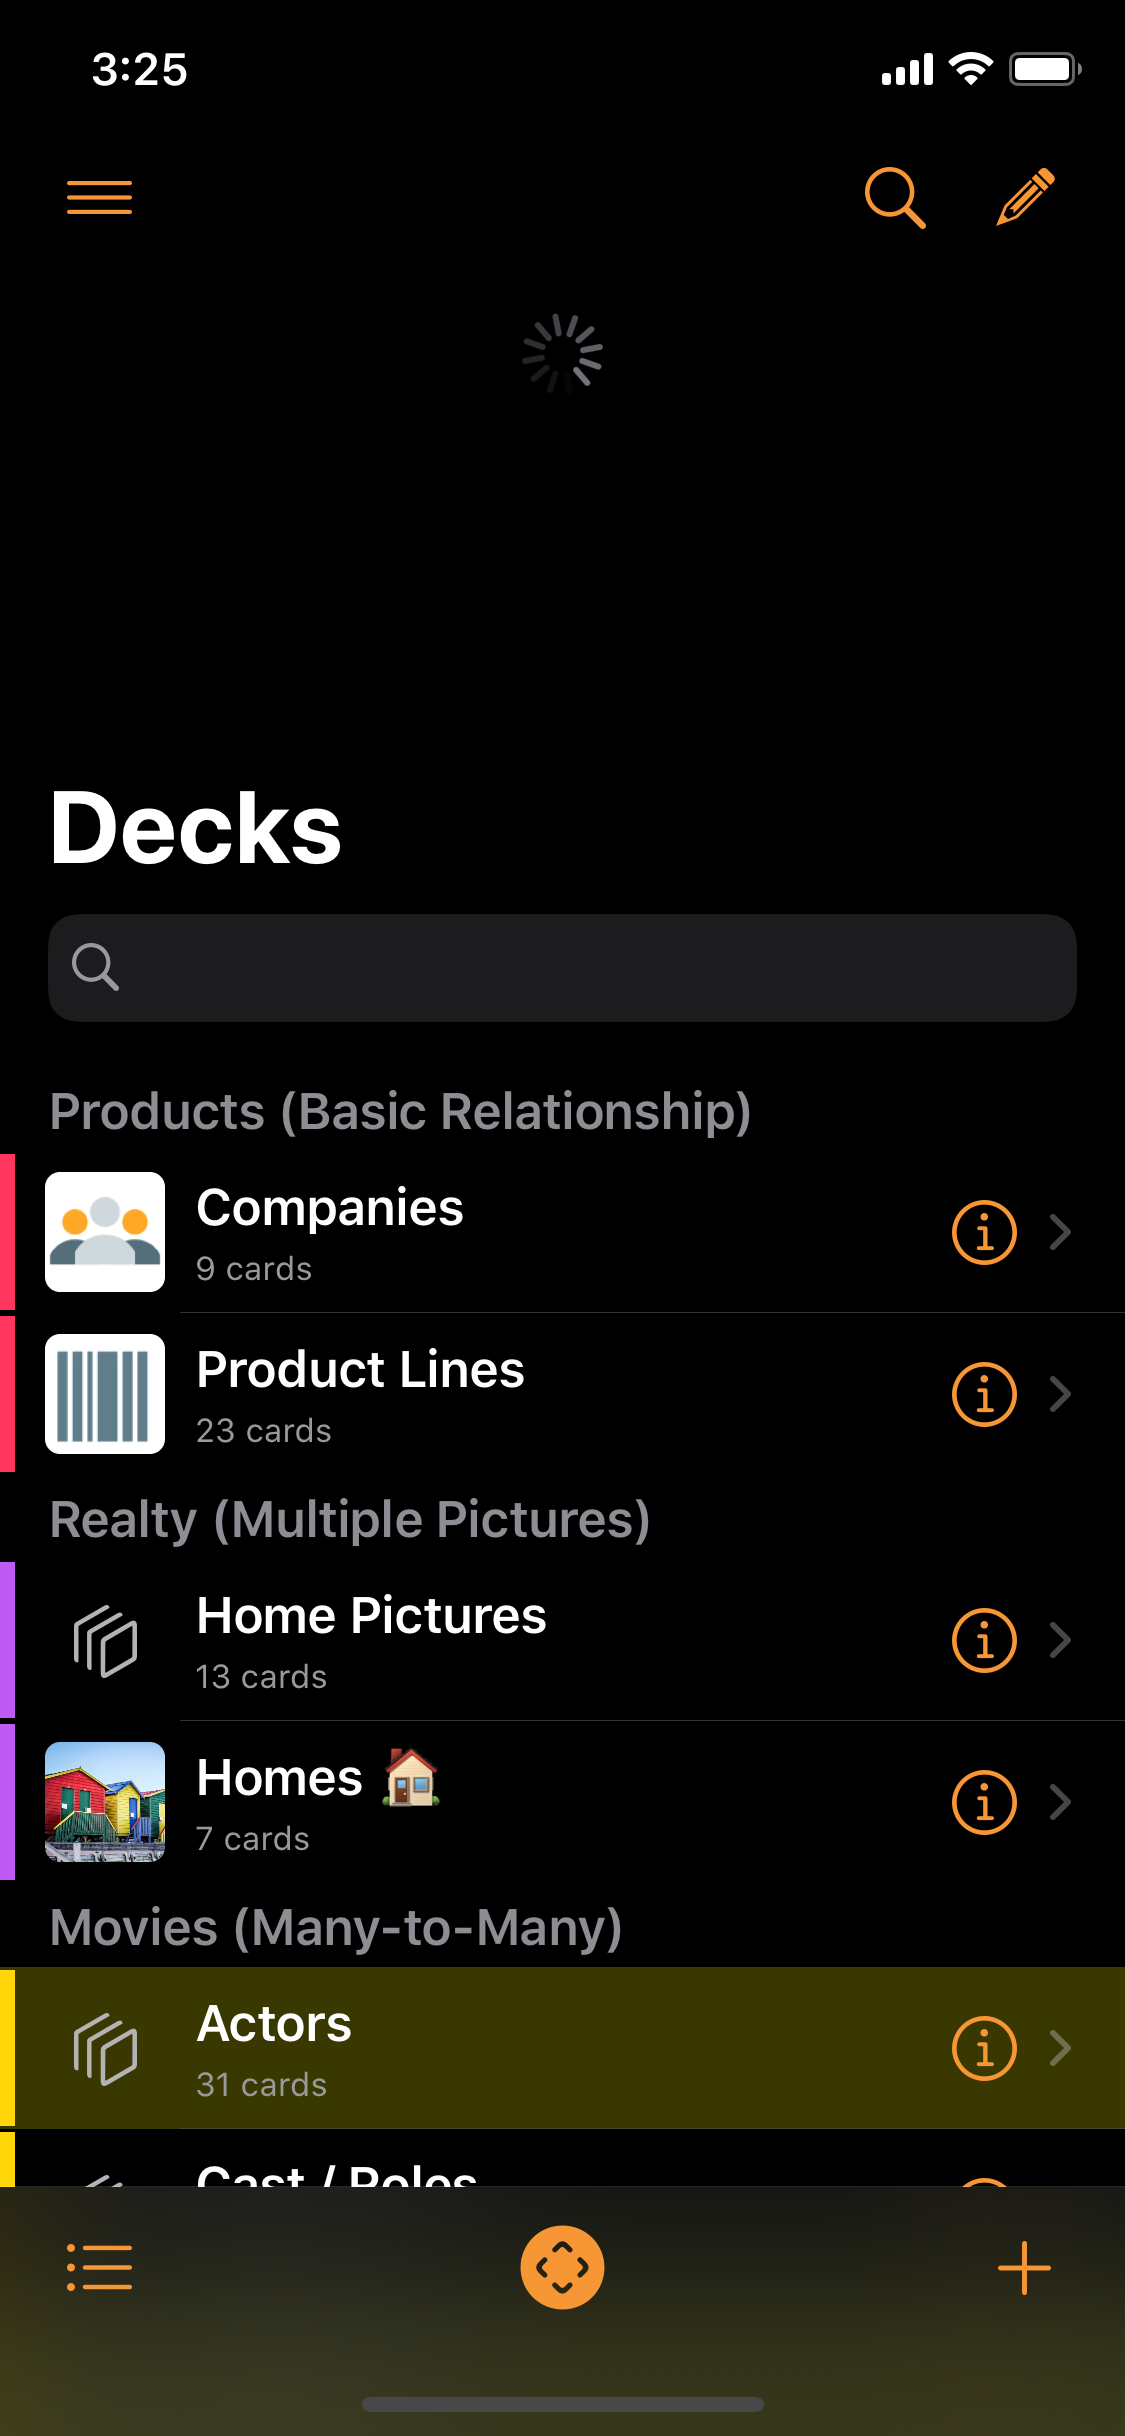 3:25
Decks
Products (Basic Relationship)
Companies
9 cards
Product Lines
23 cards
Realty (Multiple Pictures)
Home Pictures
13 cards
Homes 🏠
7 cards
Movies (Many-to-Many)
Actors
31 cards
Cast / Roles